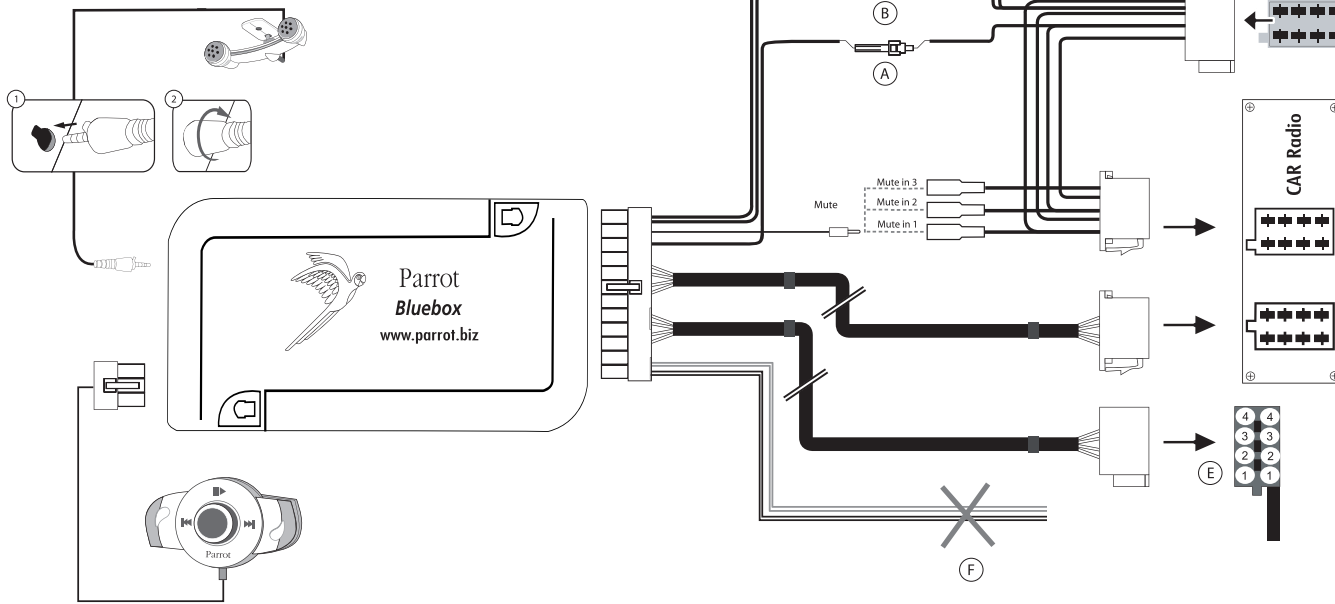 B
A
1
2
CAR Radio
Mute in 3
Mute in 2
Mute in 1
Mute
Parrot
Bluebox
www.parrot.biz
4 4
3 3
2 2
1 1
E
F
Parrot